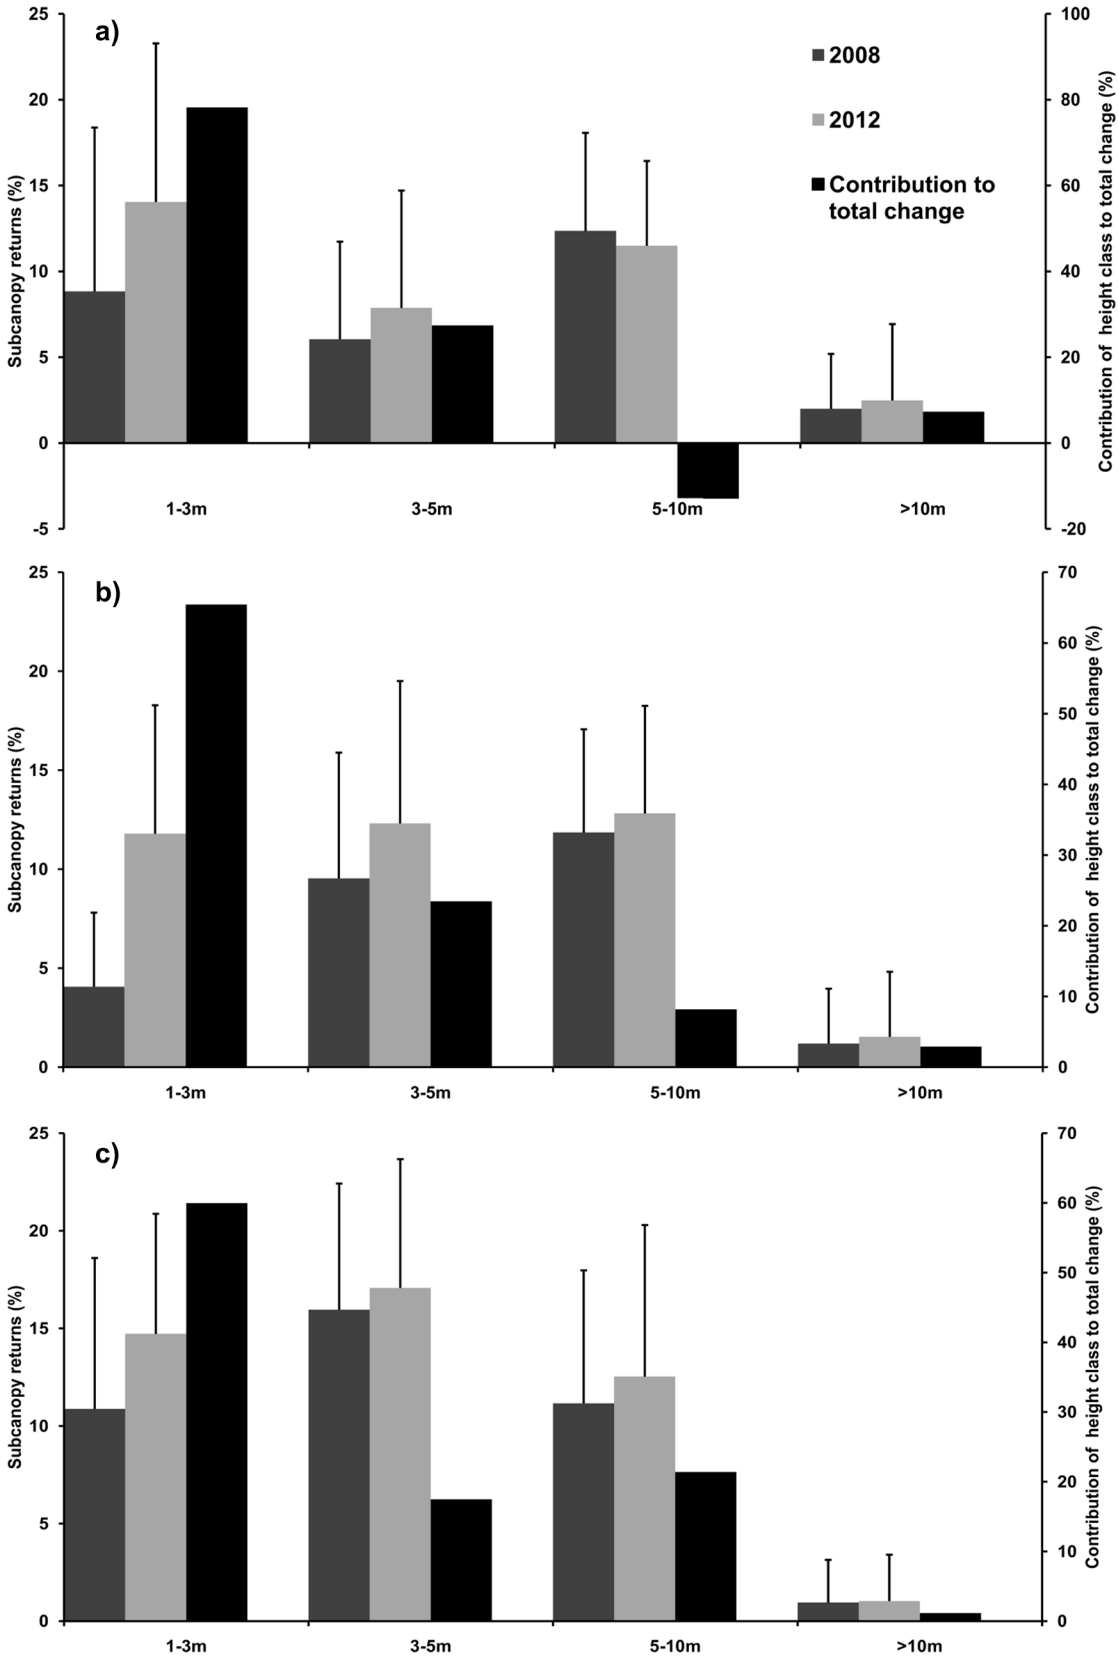 a)
2008
2012
Contribution to
total change
Subcanopy returns (%)
25
20
15
10
5
0
-5
Contribution of height class to total change (%)
100
80
60
40
20
0
-20
1-3m
3-5m
5-10m
>10m
b)
Subcanopy returns (%)
25
20
15
10
5
0
Contribution of height class to total change (%)
70
60
50
40
30
20
10
0
1-3m
3-5m
5-10m
>10m
c)
Subcanopy returns (%)
25
20
15
10
5
0
Contribution of height class to total change (%)
70
60
50
40
30
20
10
0
1-3m
3-5m
5-10m
>10m